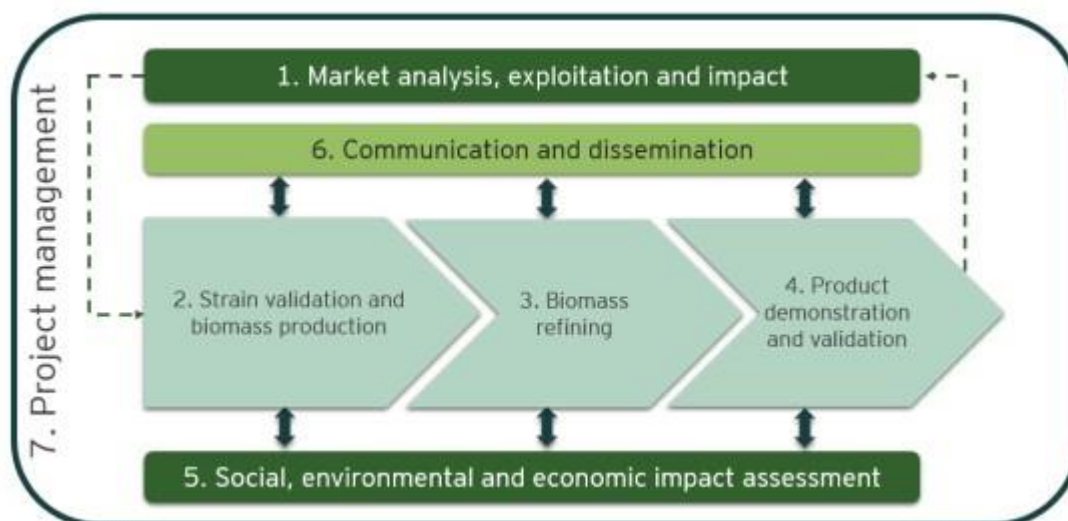 7. Project management
1. Market analysis, exploitation and impact
6. Communication and dissemination
2. Strain validation and
biomass production
3. Biomass
refining
4. Product
demonstration
and validation
5. Social, environmental and economic impact assessment